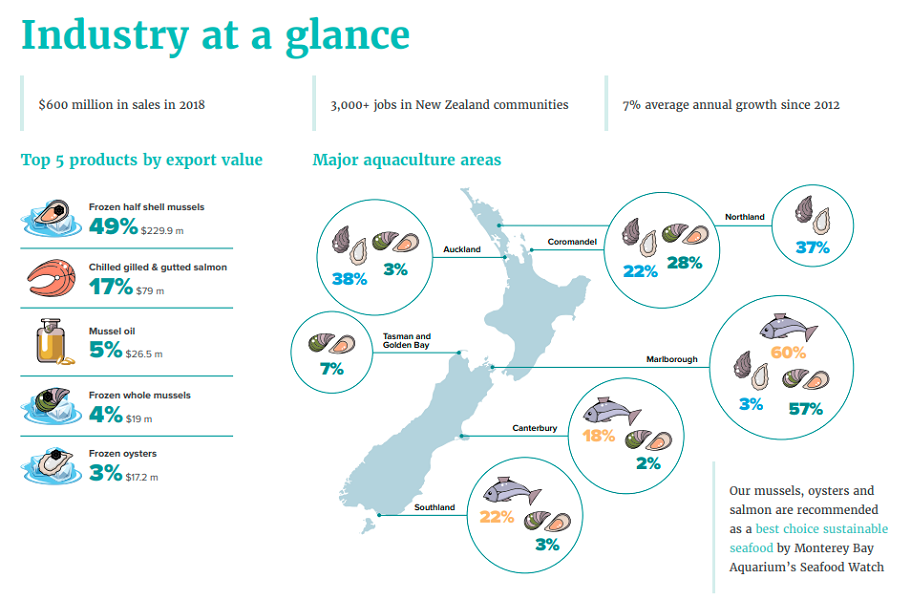 Industry at a glance
$600 million in sales in 2018
3,000+ jobs in New Zealand communities
7% average annual growth since 2012
Top 5 products by export value
Frozen half shell mussels
49% $229.9 m
Chilled gilled & gutted salmon
17% $79 m
Mussel oil
5% $26.5 m
Frozen whole mussels
4% $19 m
Frozen oysters
3% $17.2 m
Major aquaculture areas
Northland
37%
Auckland
38%
3%
Coromandel
22%
28%
Tasman and
Golden Bay
7%
Marlborough
60%
3%
57%
Canterbury
18%
2%
Southland
22%
3%
Our mussels, oysters and
salmon are recommended
as a best choice sustainable
seafood by Monterey Bay
Aquarium's Seafood Watch